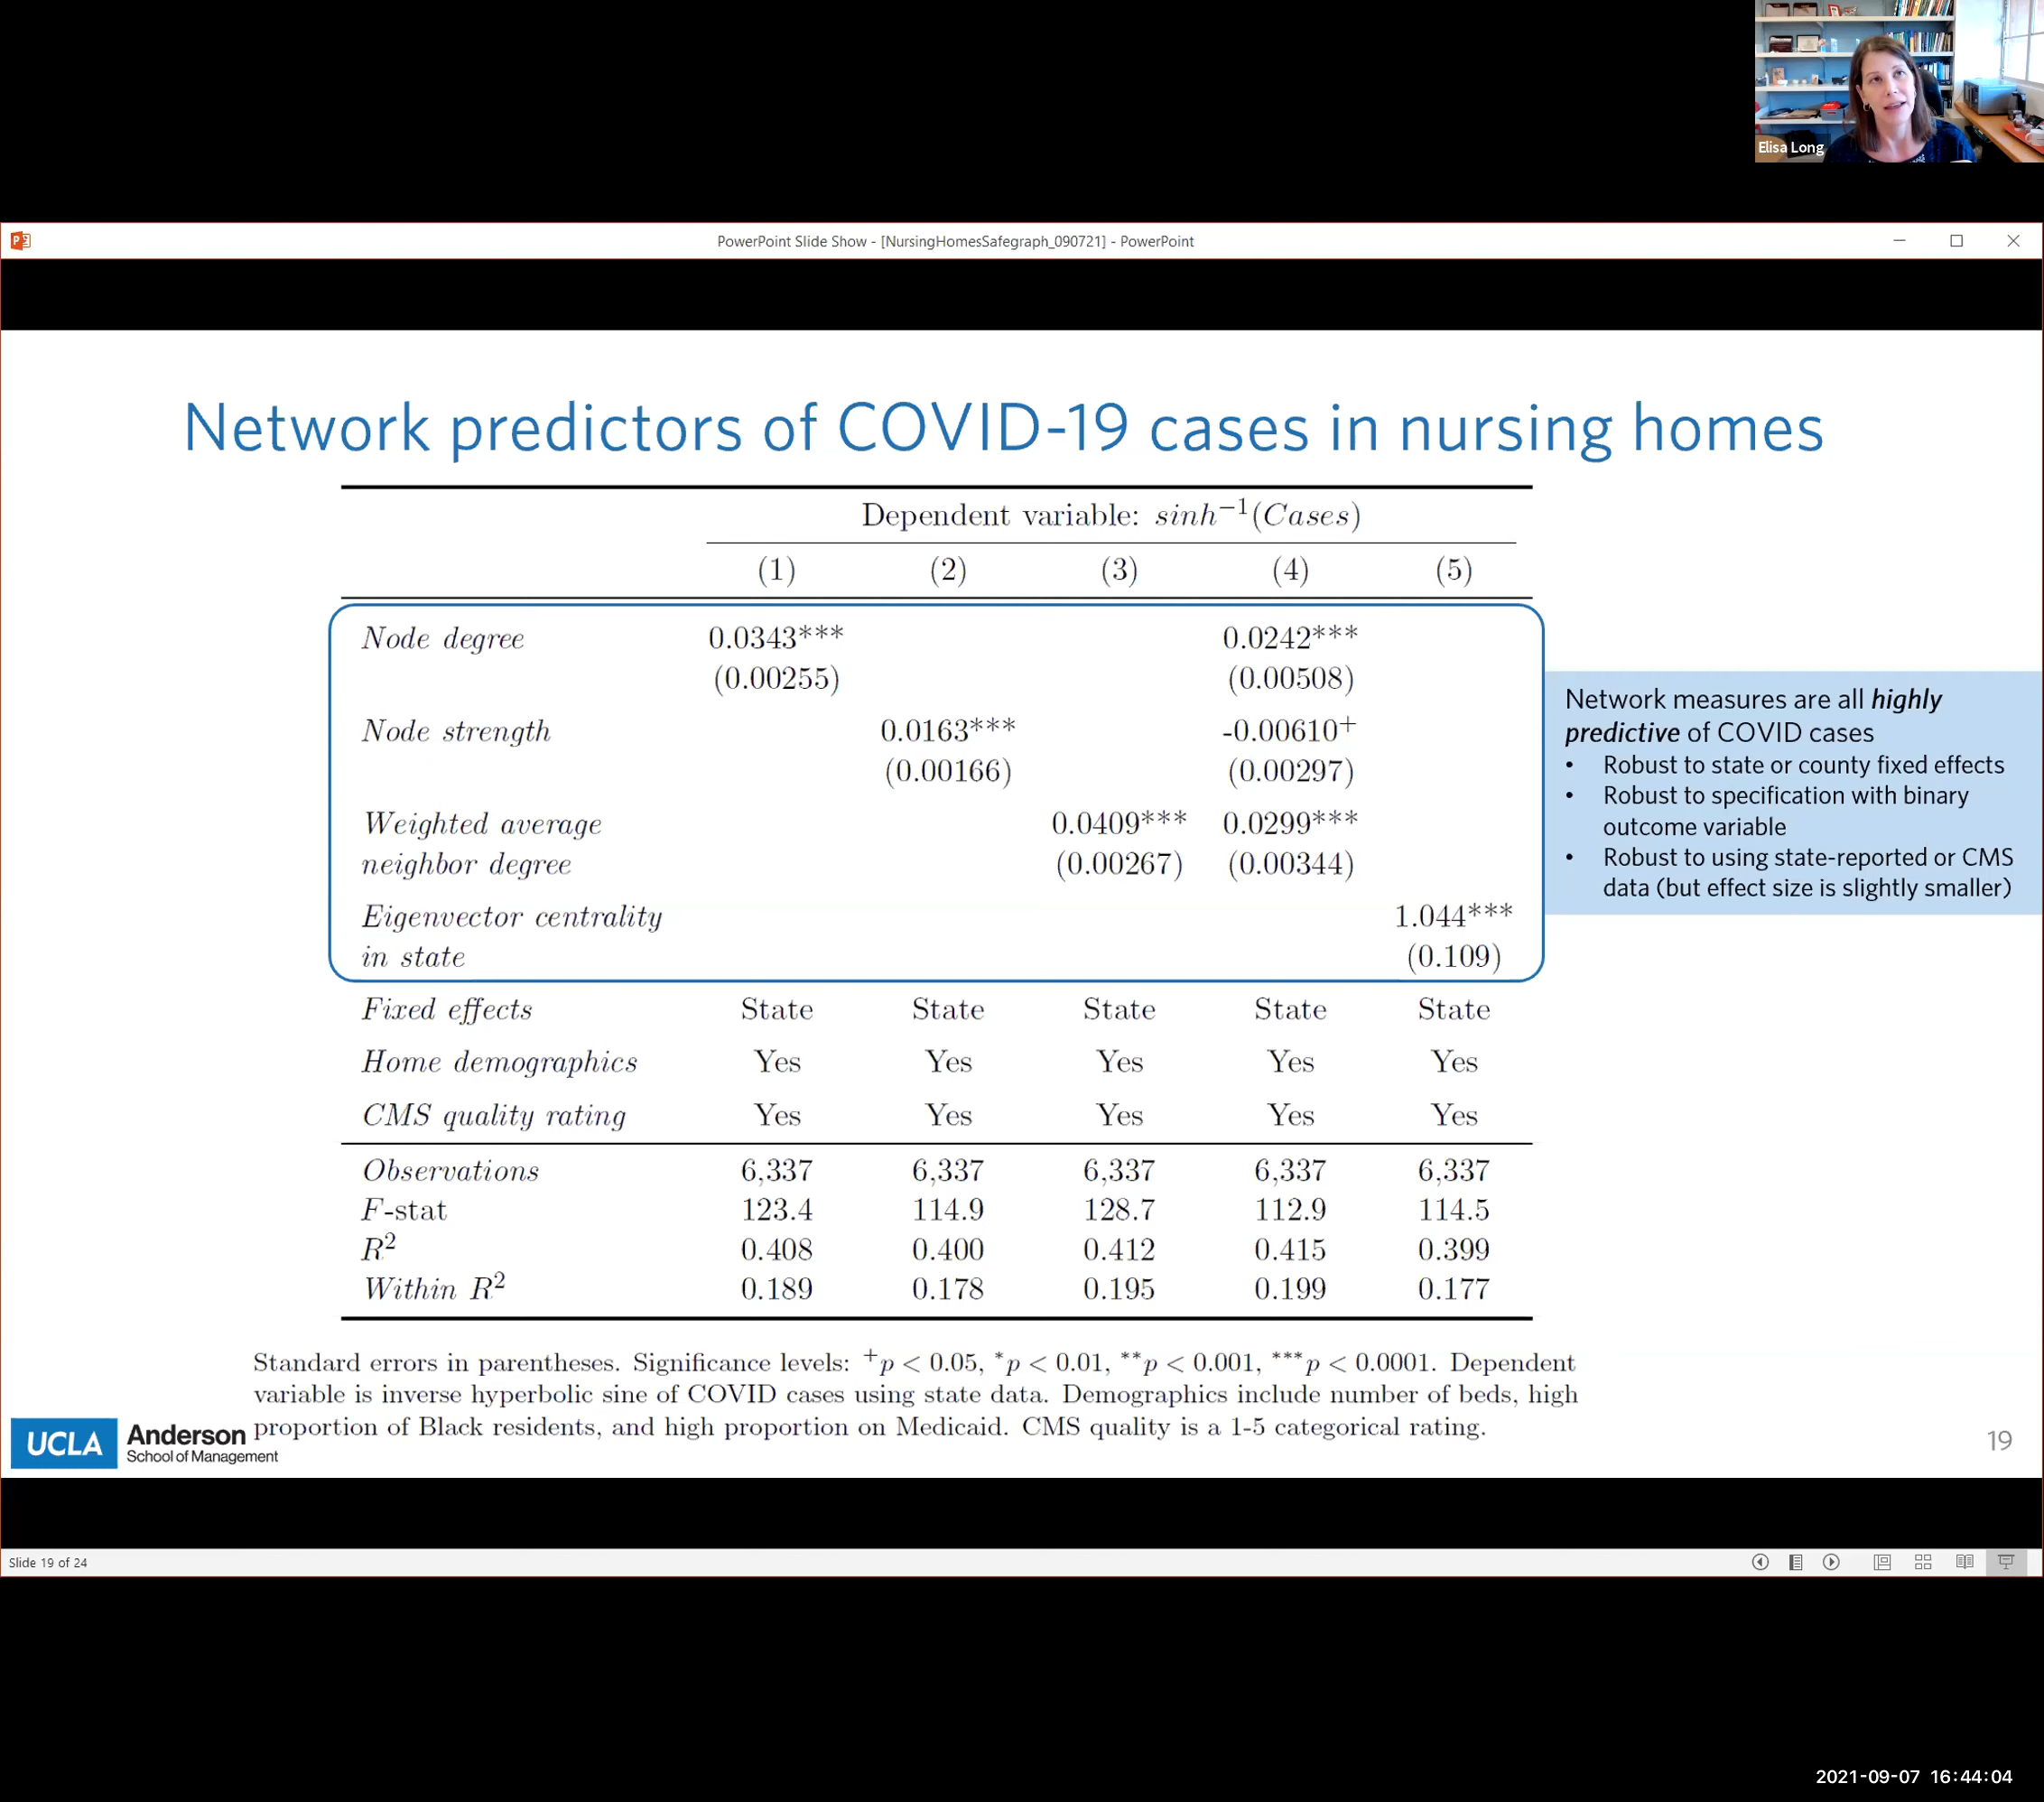 Elisa Long
PowerPoint Slide Show - [NursingHomesSafegraph_090721] - PowerPoint
Network predictors of COVID-19 cases in nursing homes
Dependent variable: sinh⁻¹(Cases)
(1) (2) (3) (4) (5)
Node degree 0.0343*** 0.0242***
(0.00255) (0.00508)
Node strength 0.0163*** -0.00610⁺
(0.00166) (0.00297)
Weighted average 0.0409*** 0.0299***
neighbor degree (0.00267) (0.00344)
Eigenvector centrality 1.044***
in state (0.109)
Fixed effects State State State State State
Home demographics Yes Yes Yes Yes Yes
CMS quality rating Yes Yes Yes Yes Yes
Observations 6,337 6,337 6,337 6,337 6,337
F-stat 123.4 114.9 128.7 112.9 114.5
R² 0.408 0.400 0.412 0.415 0.399
Within R² 0.189 0.178 0.195 0.199 0.177
Network measures are all highly
predictive of COVID cases
• Robust to state or county fixed effects
• Robust to specification with binary
outcome variable
• Robust to using state-reported or CMS
data (but effect size is slightly smaller)
Standard errors in parentheses. Significance levels: ⁺p < 0.05, *p < 0.01, **p < 0.001, ***p < 0.0001. Dependent
variable is inverse hyperbolic sine of COVID cases using state data. Demographics include number of beds, high
proportion of Black residents, and high proportion on Medicaid. CMS quality is a 1-5 categorical rating.
UCLA Anderson
School of Management
19
Slide 19 of 24
2021-09-07 16:44:04